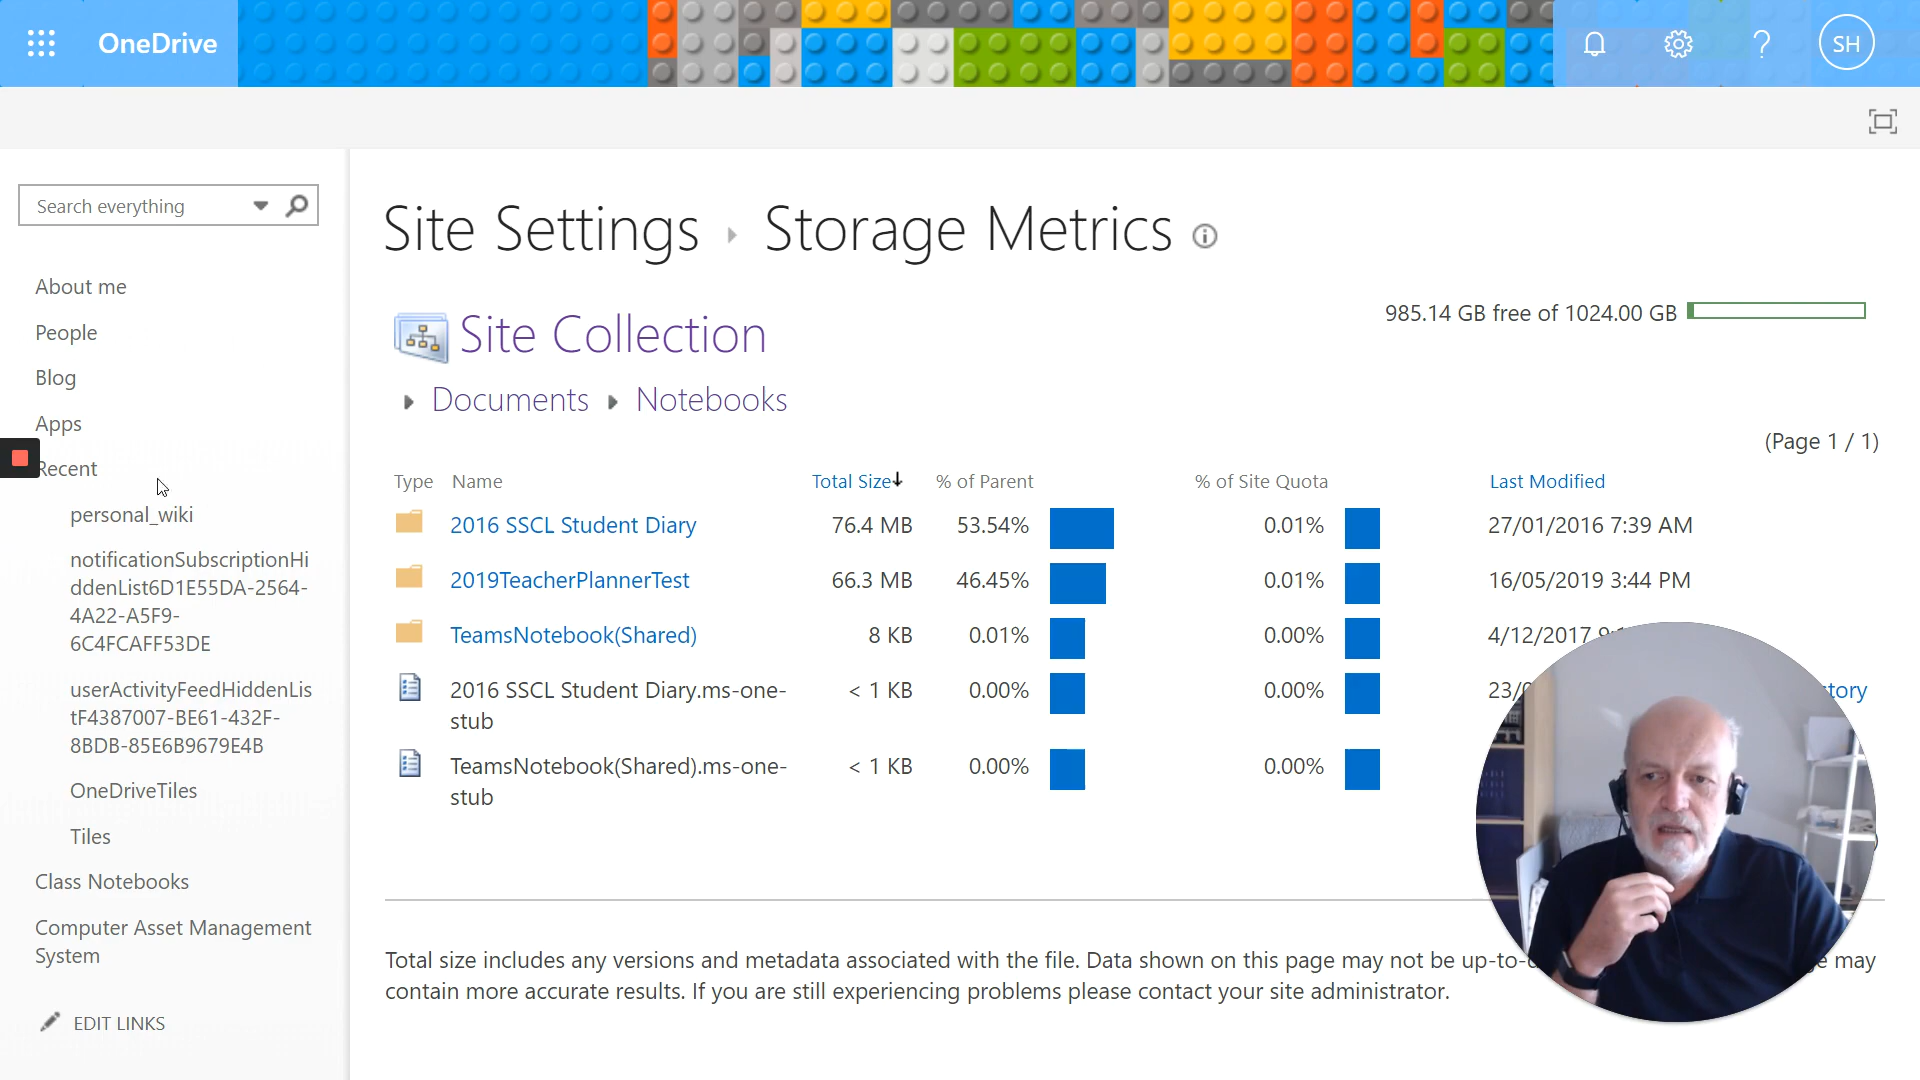 OneDrive
SH
Search everything
About me
People
Blog
Apps
Recent
personal_wiki
notificationSubscriptionHi
ddenList6D1E55DA-2564-
4A22-A5F9-
6C4FCAFF53DE
userActivityFeedHiddenLis
tF4387007-BE61-432F-
8BDB-85E6B9679E4B
OneDriveTiles
Tiles
Class Notebooks
Computer Asset Management
System
EDIT LINKS
Site Settings Storage Metrics
985.14 GB free of 1024.00 GB
Site Collection
Documents Notebooks
(Page 1 / 1)
Type Name Total Size % of Parent % of Site Quota Last Modified
2016 SSCL Student Diary 76.4 MB 53.54% 0.01% 27/01/2016 7:39 AM
2019TeacherPlannerTest 66.3 MB 46.45% 0.01% 16/05/2019 3:44 PM
TeamsNotebook(Shared) 8 KB 0.01% 0.00% 4/12/2017
2016 SSCL Student Diary.ms-one-
stub
< 1 KB 0.00% 0.00% 23/
TeamsNotebook(Shared).ms-one-
stub
< 1 KB 0.00% 0.00%
Total size includes any versions and metadata associated with the file. Data shown on this page may not be up-to- may
contain more accurate results. If you are still experiencing problems please contact your site administrator.